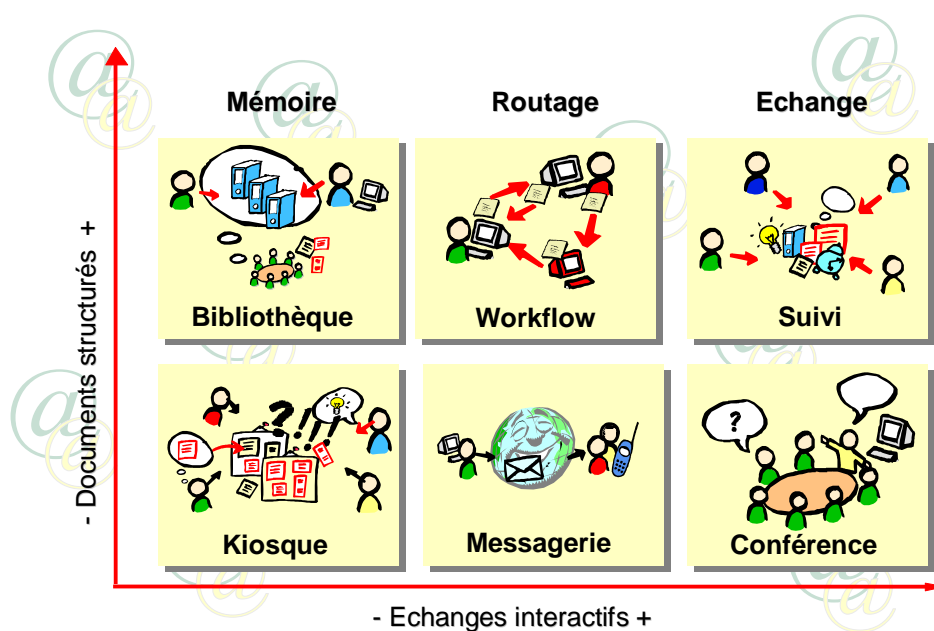 Mémoire
Routage
Echange
Bibliothèque
Workflow
Suivi
- Documents structurés +
?
Kiosque
Messagerie
Conférence
- Echanges interactifs +